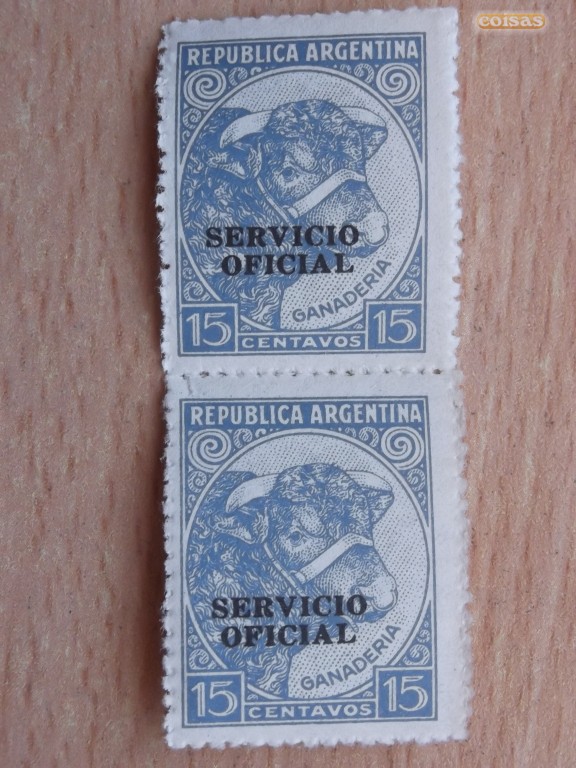 coisas
REPUBLICA ARGENTINA
SERVICIO
OFICIAL
GANADERIA
15 CENTAVOS 15
REPUBLICA ARGENTINA
SERVICIO
OFICIAL
GANADERIA
15 CENTAVOS 15